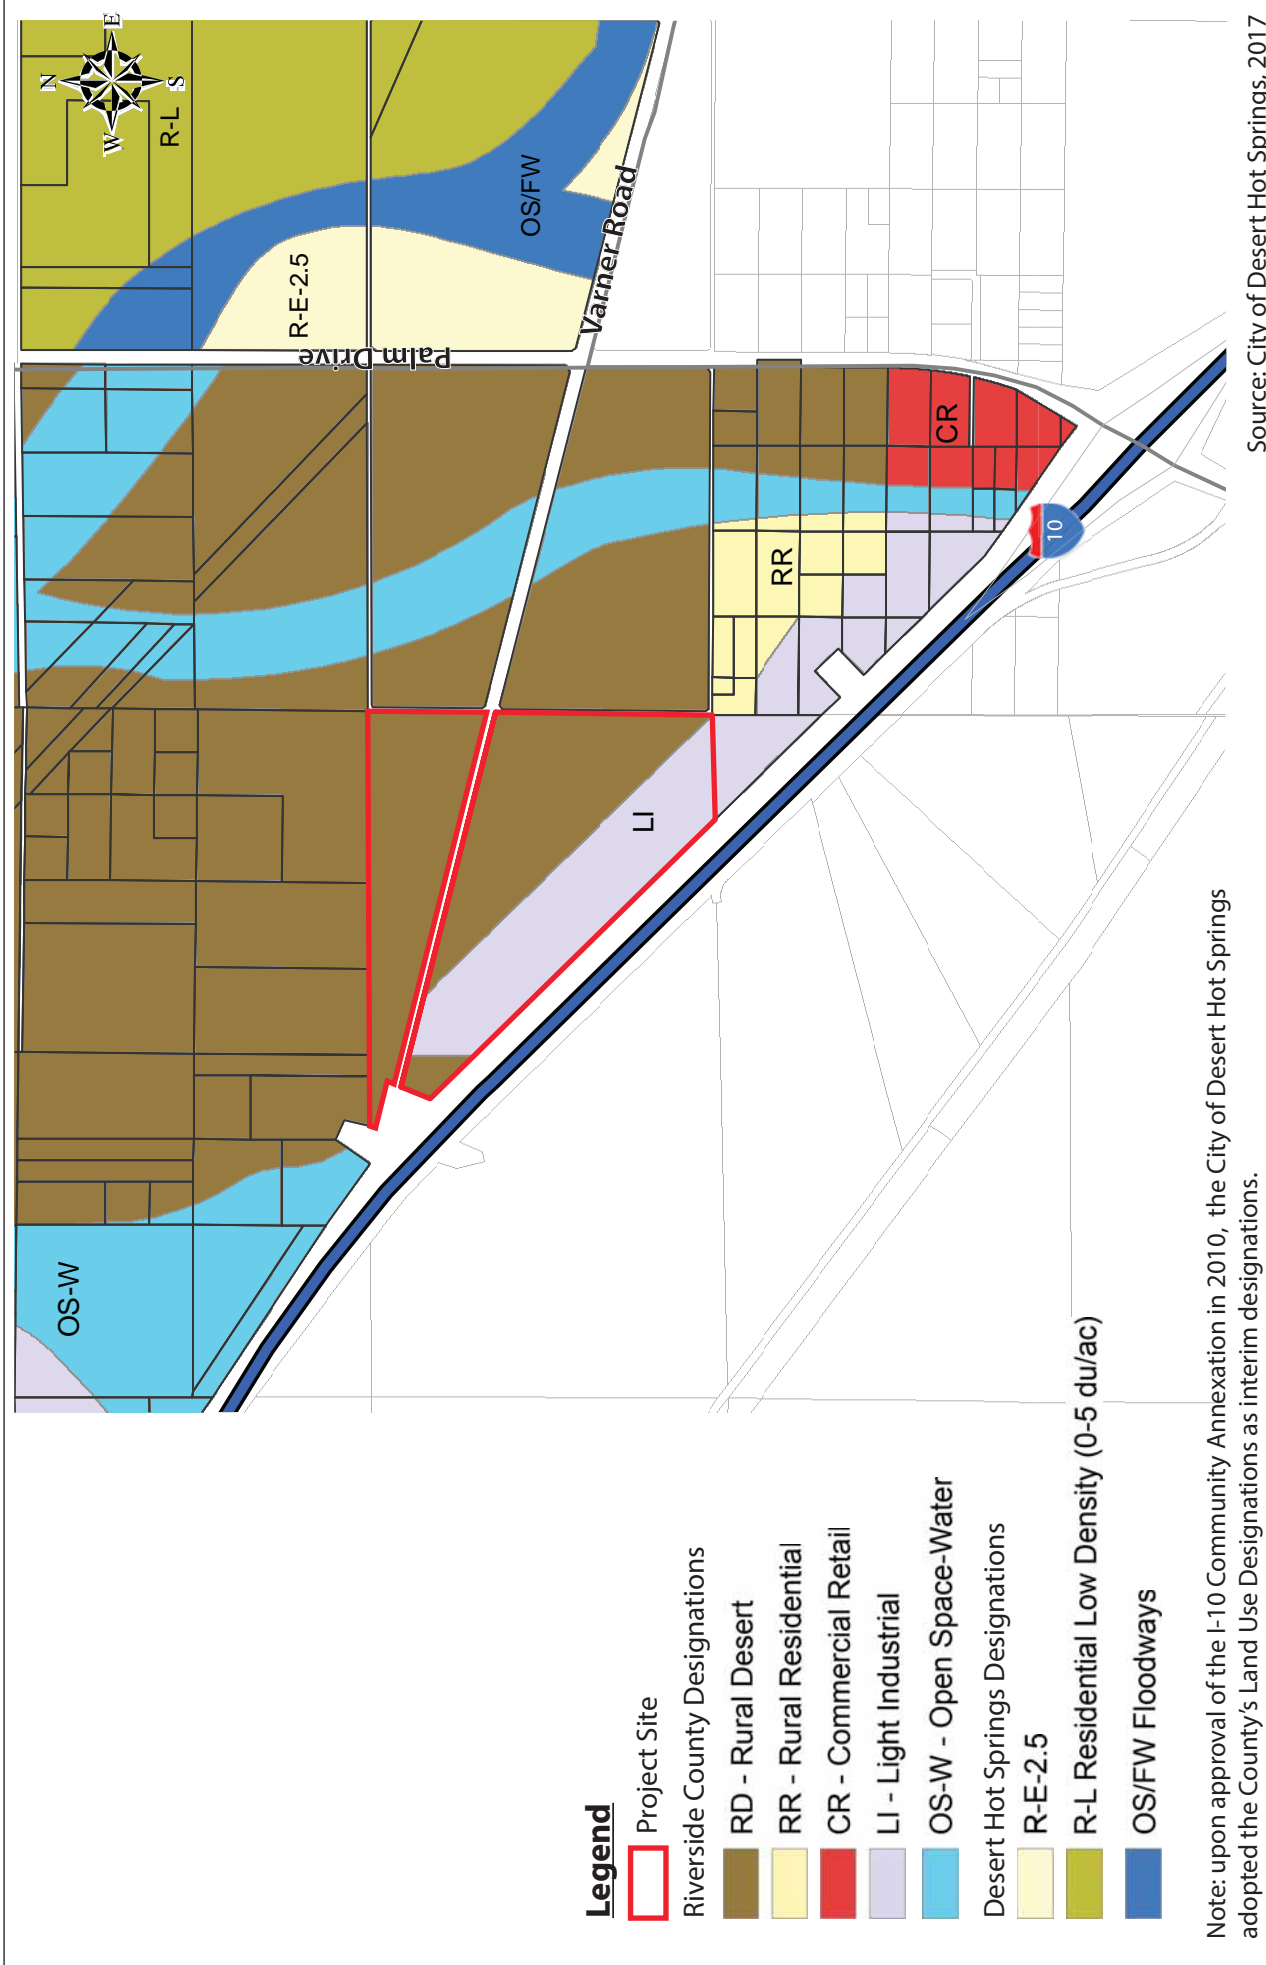 N
E
S
W
R-L
OS/FW
R-E-2.5
Varner Road
Palm Drive
CR
RR
10
LI
OS-W
Legend
Project Site
Riverside County Designations
RD - Rural Desert
RR - Rural Residential
CR - Commercial Retail
LI - Light Industrial
OS-W - Open Space-Water
Desert Hot Springs Designations
R-E-2.5
R-L Residential Low Density (0-5 du/ac)
OS/FW Floodways
Note: upon approval of the I-10 Community Annexation in 2010, the City of Desert Hot Springs
adopted the County's Land Use Designations as interim designations.
Source: City of Desert Hot Springs, 2017